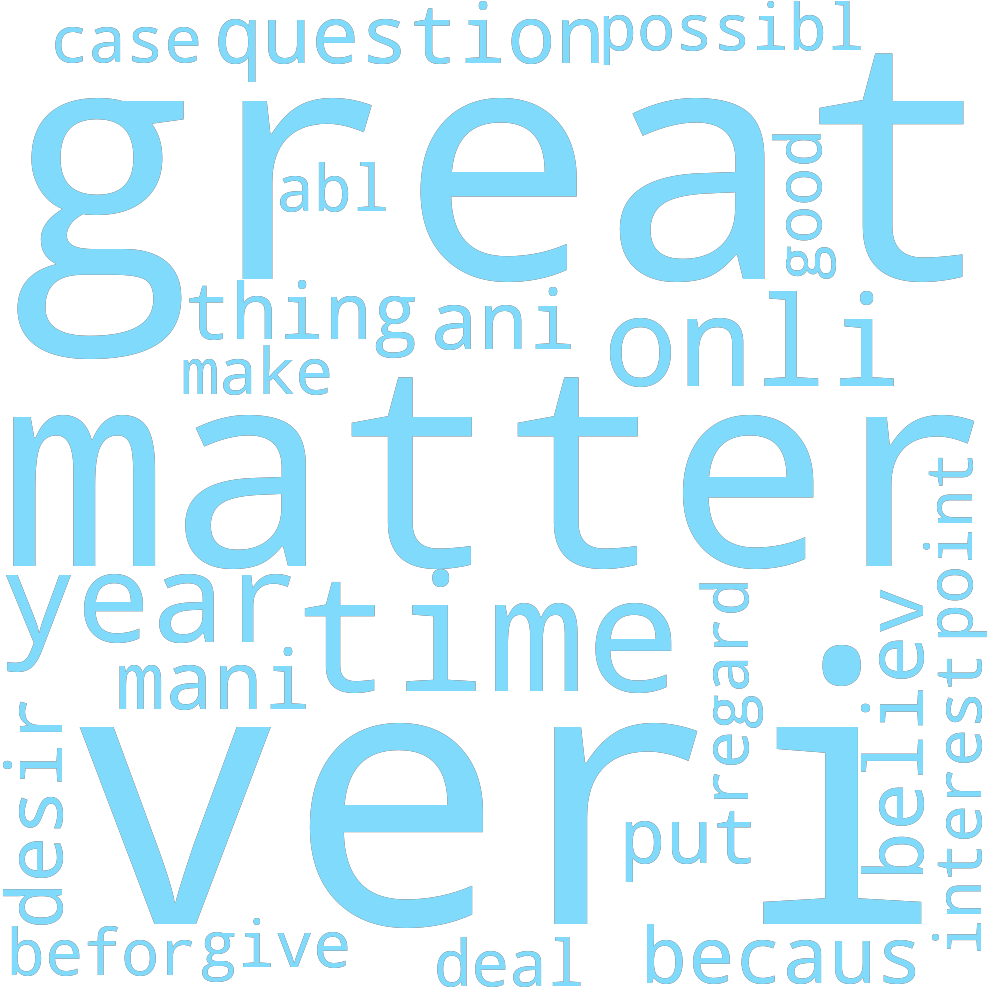 case question possibl
great
abl
good
thing ani onli
make
matter
year time
mani
regard
believ
point
interest
desir
veri
put
befor give
deal becaus